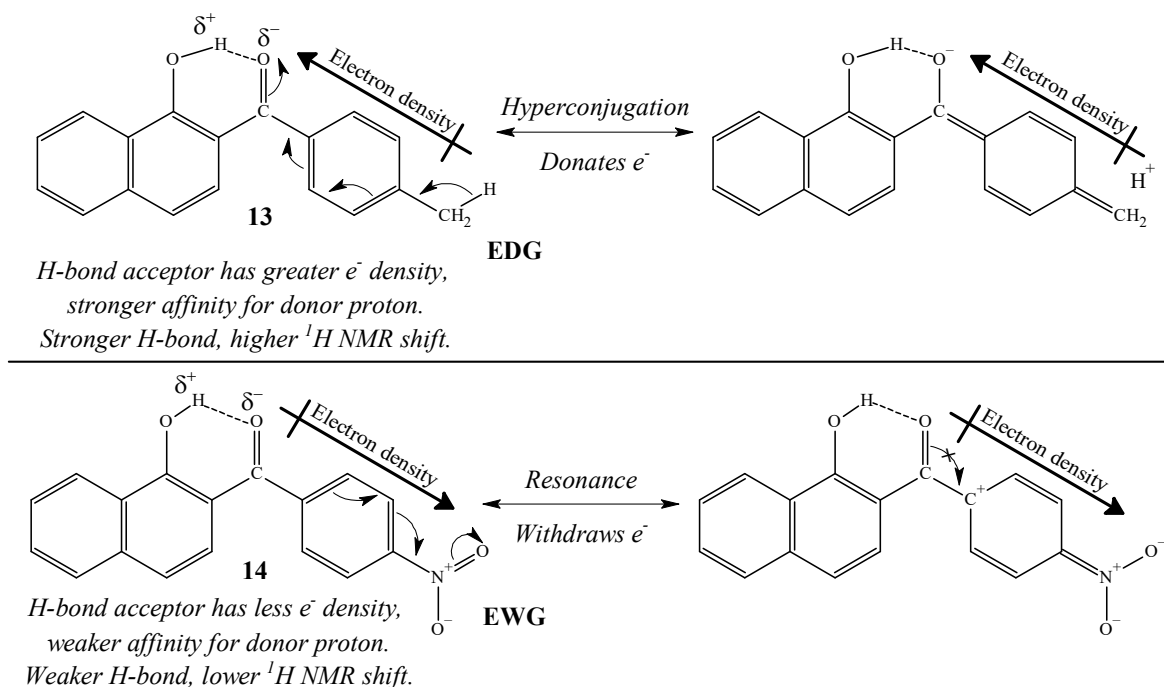 δ⁺
H
δ⁻
O
O
Electron density
C
H
CH₂
13
EDG
Hyperconjugation
Donates e⁻
H
O
O⁻
Electron density
C
H⁺
CH₂
H-bond acceptor has greater e⁻ density,
stronger affinity for donor proton.
Stronger H-bond, higher ¹H NMR shift.
δ⁺
H
δ⁻
O
O
Electron density
C
N⁺
O
O⁻
14
EWG
Resonance
Withdraws e⁻
H
O
O
Electron density
C
C⁺
N⁺
O⁻
O⁻
H-bond acceptor has less e⁻ density,
weaker affinity for donor proton.
Weaker H-bond, lower ¹H NMR shift.